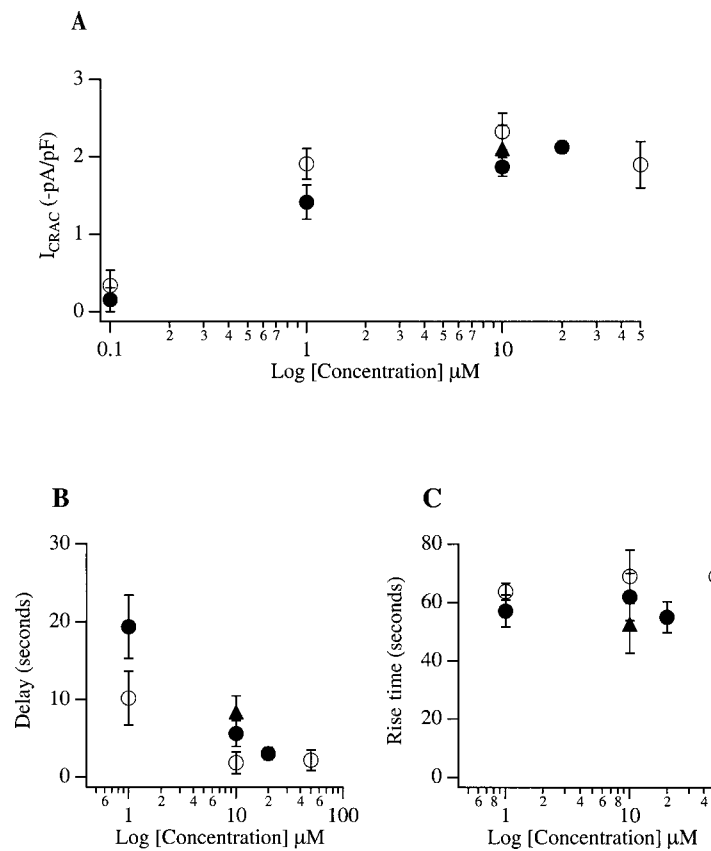 A
3
2
1
0
I_CRAC (-pA/pF)
2 3 4 5 6 7 2 3 4 5 6 7 2 3 4 5
0.1 1 10
Log [Concentration] µM
B
30
20
10
0
Delay (seconds)
6 2 4 6 2 4 6
1 10 100
Log [Concentration] µM
C
80
60
40
20
0
Rise time (seconds)
6 8 2 4 6 8 2 4
1 10
Log [Concentration] µM